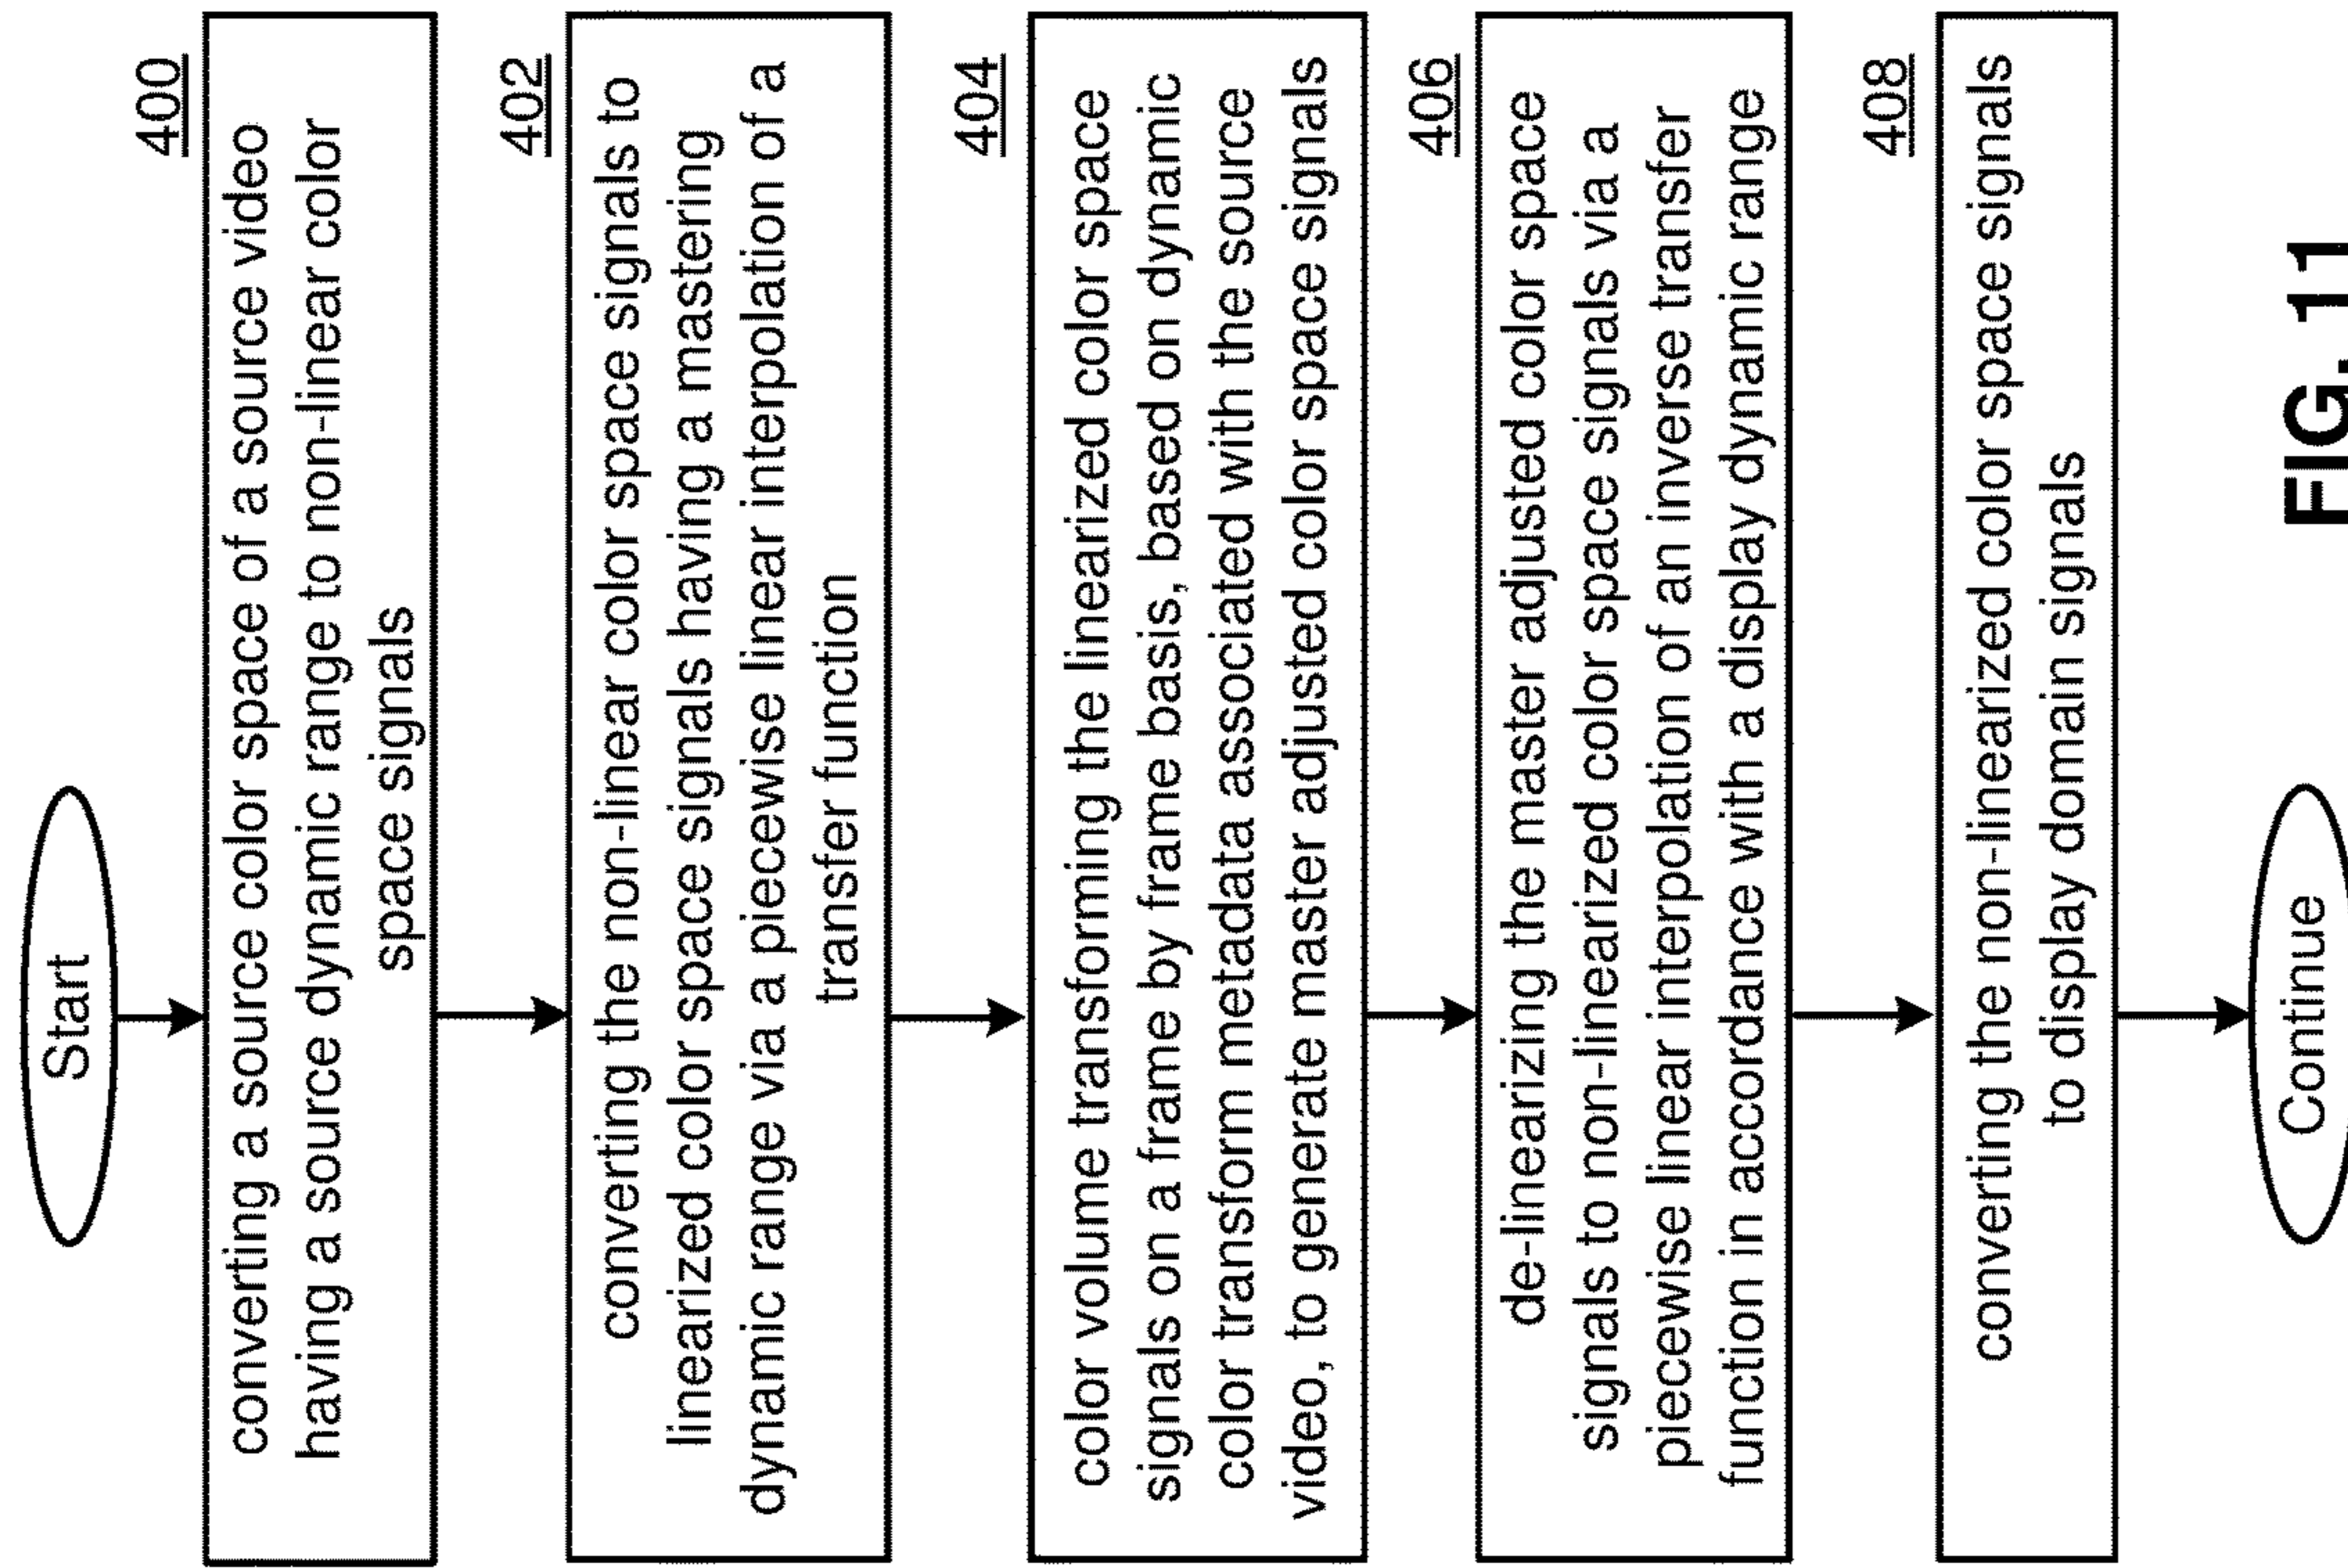 Start
400
converting a source color space of a source video
having a source dynamic range to non-linear color
space signals
402
converting the non-linear color space signals to
linearized color space signals having a mastering
dynamic range via a piecewise linear interpolation of a
transfer function
404
color volume transforming the linearized color space
signals on a frame by frame basis, based on dynamic
color transform metadata associated with the source
video, to generate master adjusted color space signals
406
de-linearizing the master adjusted color space
signals to non-linearized color space signals via a
piecewise linear interpolation of an inverse transfer
function in accordance with a display dynamic range
408
converting the non-linearized color space signals
to display domain signals
Continue
FIG. 11